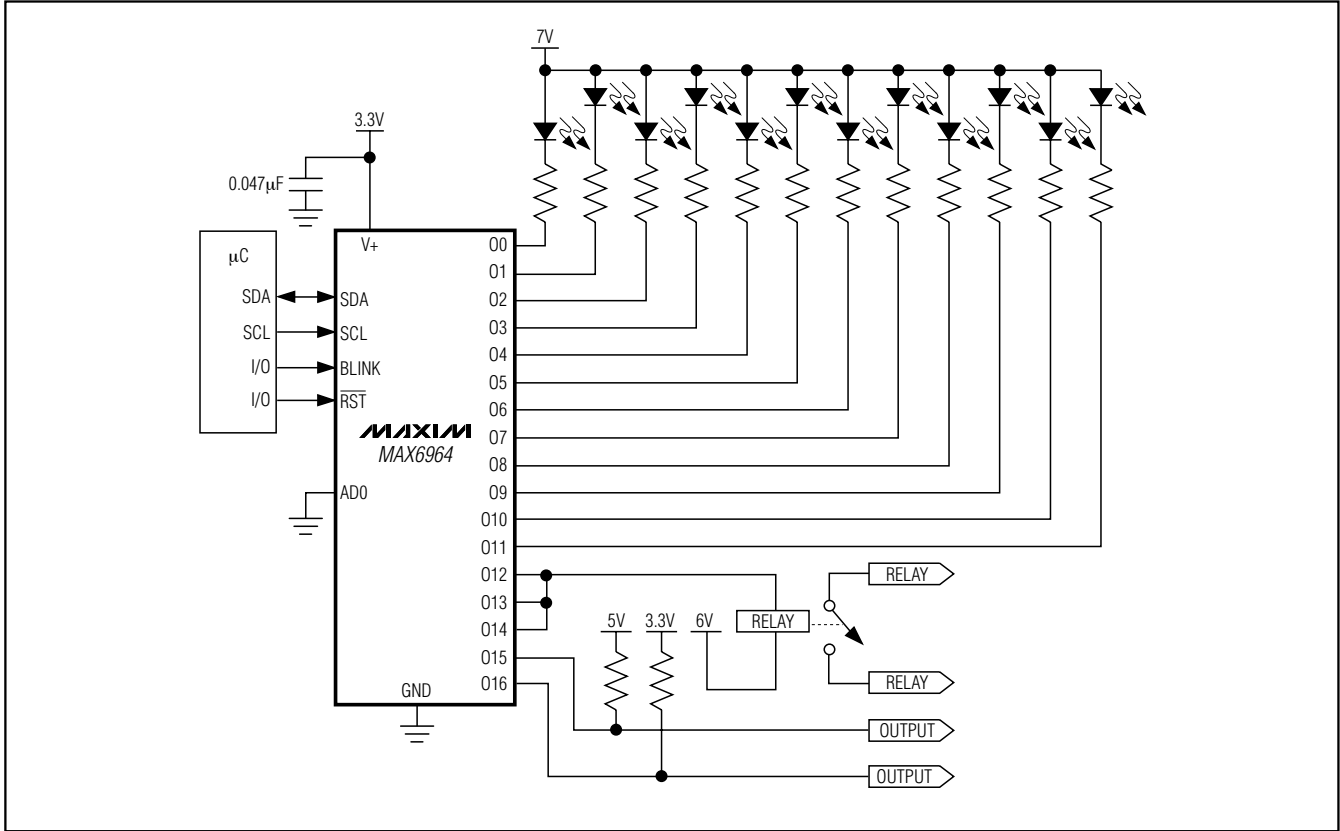 7V
3.3V
0.047μF
μC
SDA
SCL
I/O
I/O
V+
SDA
SCL
BLINK
RST
AD0
GND
MAXIM
MAX6964
O0
O1
O2
O3
O4
O5
O6
O7
O8
O9
O10
O11
O12
O13
O14
O15
O16
5V
3.3V
6V
RELAY
RELAY
RELAY
OUTPUT
OUTPUT